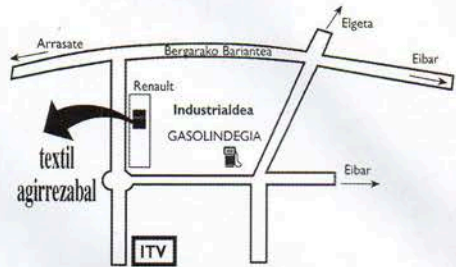 Elgeta
Arrasate
Bergarako Bariantea
Eibar
Renault
Industrialdea
GASOLINDEGIA
textil
agirrezabal
Eibar
ITV